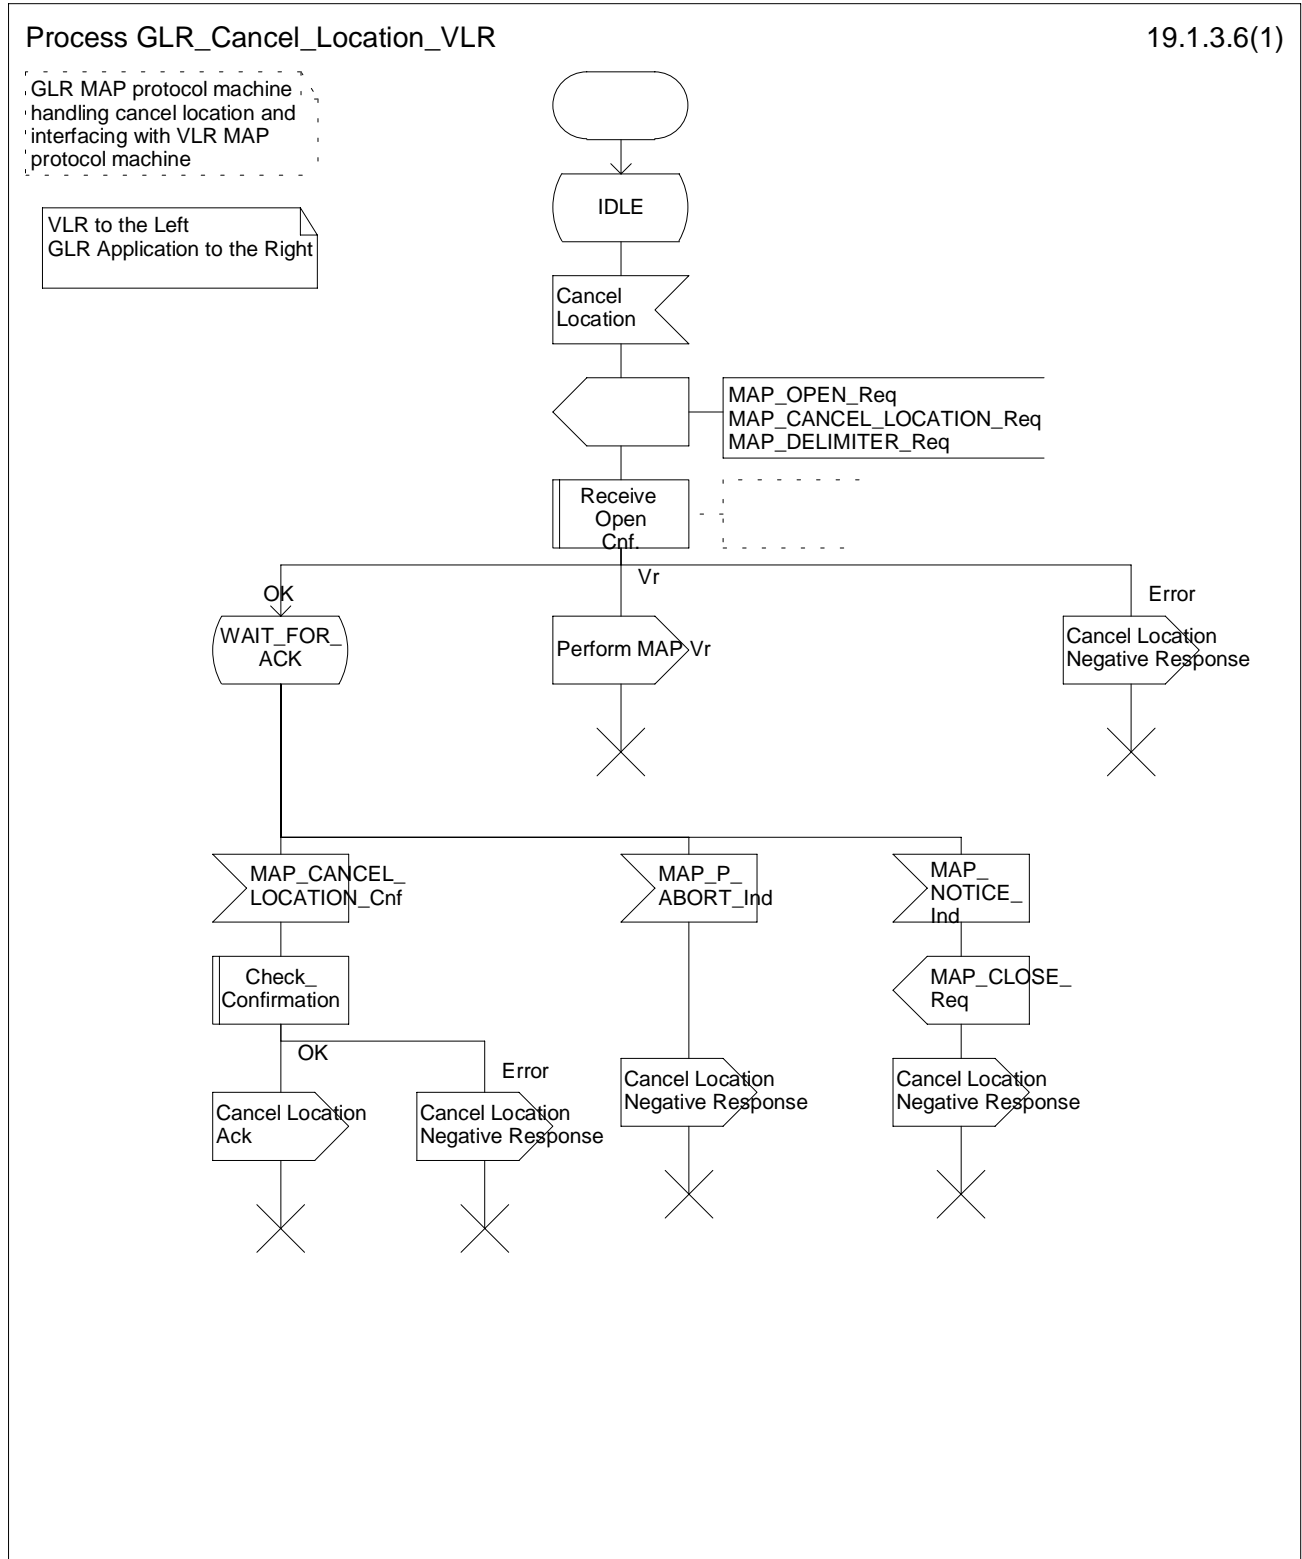 Process GLR_Cancel_Location_VLR
19.1.3.6(1)
GLR MAP protocol machine
handling cancel location and
interfacing with VLR MAP
protocol machine
VLR to the Left
GLR Application to the Right
IDLE
Cancel
Location
MAP_OPEN_Req
MAP_CANCEL_LOCATION_Req
MAP_DELIMITER_Req
Receive
Open
Cnf.
OK
Vr
Error
WAIT_FOR_
ACK
Perform MAP Vr
Cancel Location
Negative Response
MAP_CANCEL_
LOCATION_Cnf
MAP_P_
ABORT_Ind
MAP_
NOTICE_
Ind
Check_
Confirmation
MAP_CLOSE_
Req
OK
Error
Cancel Location
Ack
Cancel Location
Negative Response
Cancel Location
Negative Response
Cancel Location
Negative Response